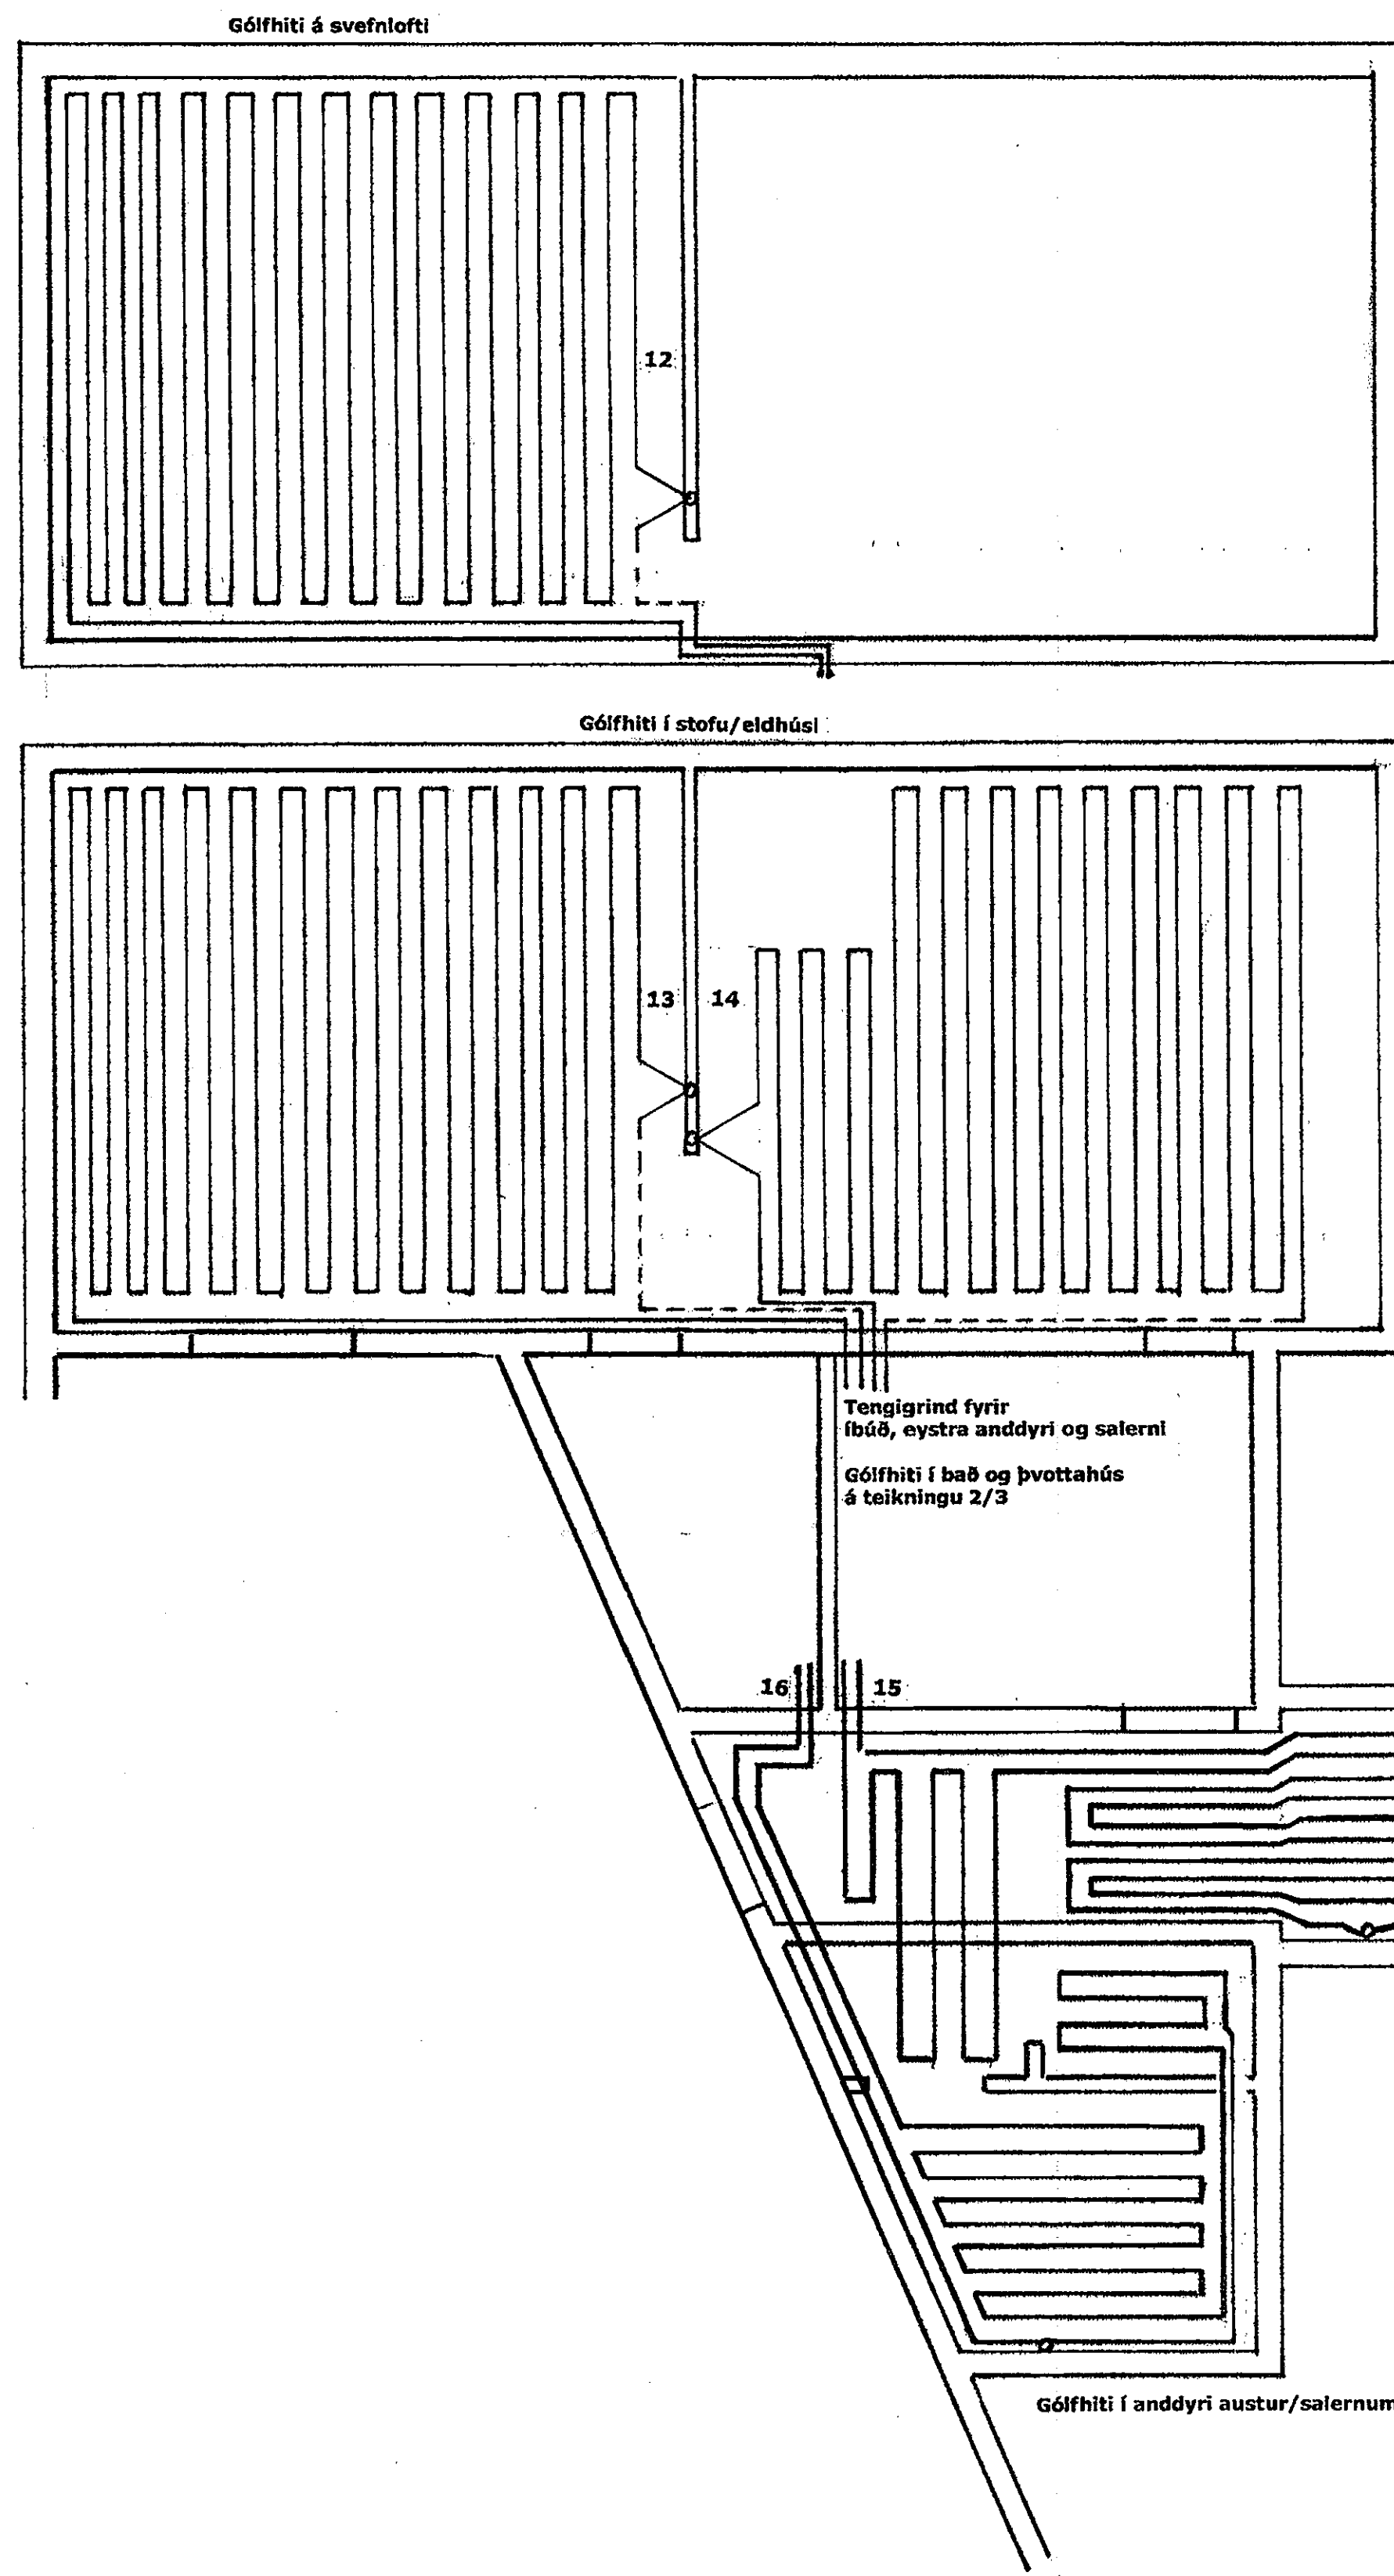 Gólfhiti á svefnlofti
12
Gólfhiti í stofu/eldhúsi
13
14
Tengigrind fyrir
íbúð, eystra anddyri og salerni
Gólfhiti í bað og þvottahús
á teikningu 2/3
16
15
Gólfhiti í anddyri austur/salernum